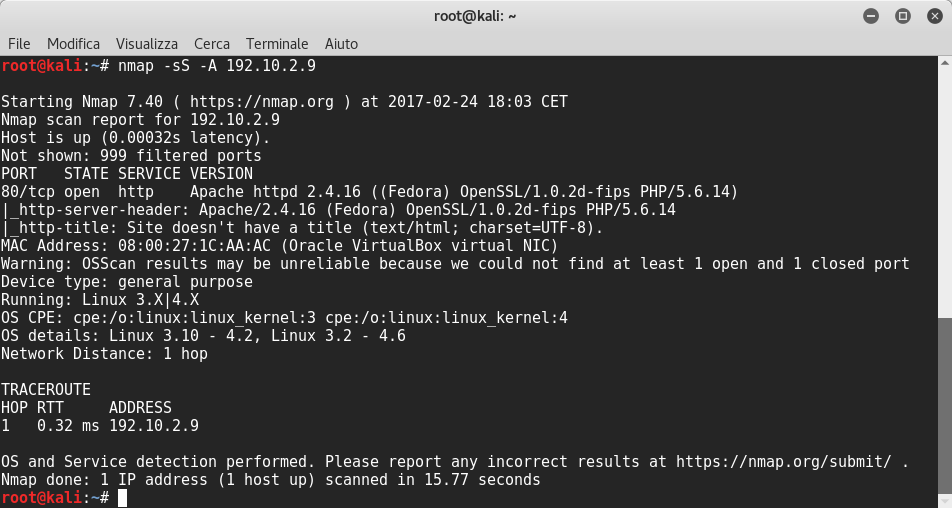 root@kali: ~
File Modifica Visualizza Cerca Terminale Aiuto
root@kali:~# nmap -sS -A 192.10.2.9
Starting Nmap 7.40 ( https://nmap.org ) at 2017-02-24 18:03 CET
Nmap scan report for 192.10.2.9
Host is up (0.00032s latency).
Not shown: 999 filtered ports
PORT   STATE SERVICE VERSION
80/tcp open  http    Apache httpd 2.4.16 ((Fedora) OpenSSL/1.0.2d-fips PHP/5.6.14)
|_http-server-header: Apache/2.4.16 (Fedora) OpenSSL/1.0.2d-fips PHP/5.6.14
|_http-title: Site doesn't have a title (text/html; charset=UTF-8).
MAC Address: 08:00:27:1C:AA:AC (Oracle VirtualBox virtual NIC)
Warning: OSScan results may be unreliable because we could not find at least 1 open and 1 closed port
Device type: general purpose
Running: Linux 3.X|4.X
OS CPE: cpe:/o:linux:linux_kernel:3 cpe:/o:linux:linux_kernel:4
OS details: Linux 3.10 - 4.2, Linux 3.2 - 4.6
Network Distance: 1 hop
TRACEROUTE
HOP RTT     ADDRESS
1   0.32 ms 192.10.2.9
OS and Service detection performed. Please report any incorrect results at https://nmap.org/submit/ .
Nmap done: 1 IP address (1 host up) scanned in 15.77 seconds
root@kali:~#